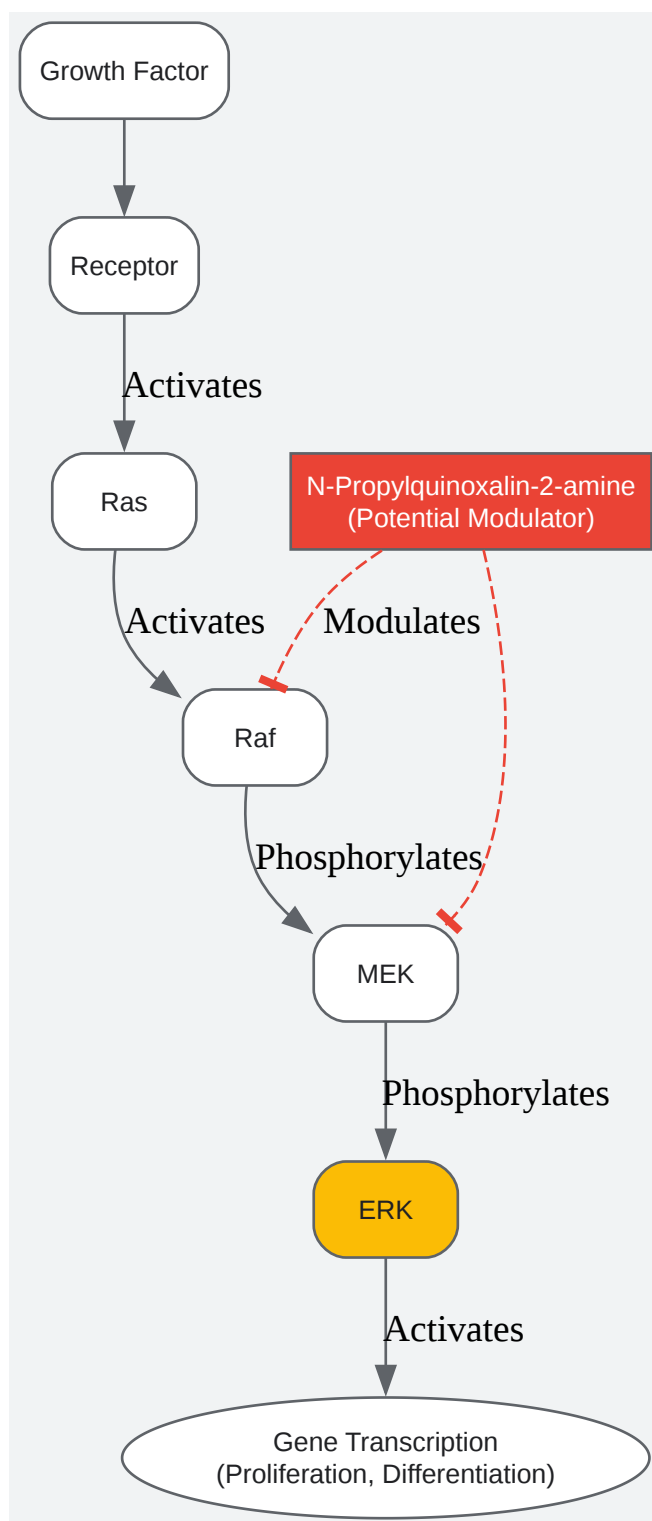 Growth Factor
Receptor
Activates
Ras
N-Propylquinoxalin-2-amine
(Potential Modulator)
Activates
Modulates
Raf
Phosphorylates
MEK
Phosphorylates
ERK
Activates
Gene Transcription
(Proliferation, Differentiation)